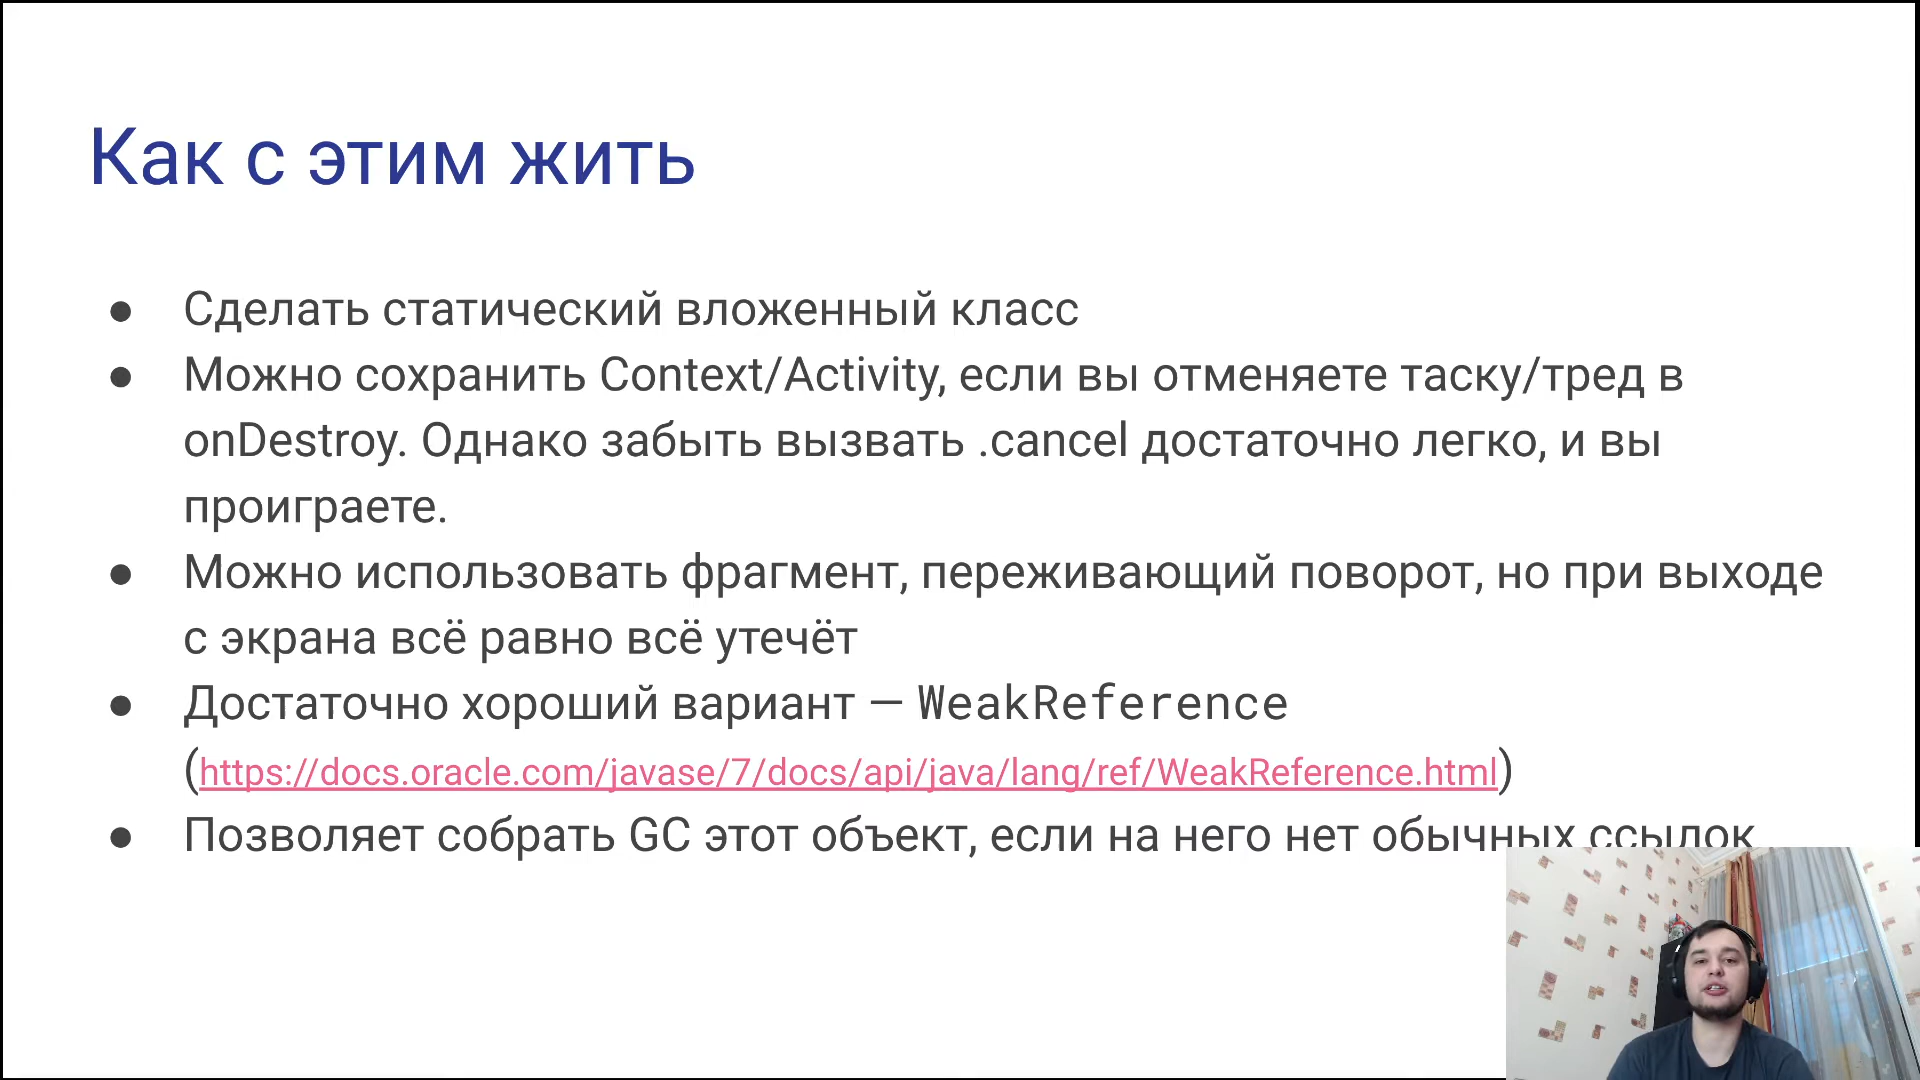 Как с этим жить
● Сделать статический вложенный класс
● Можно сохранить Context/Activity, если вы отменяете таску/тред в
onDestroy. Однако забыть вызвать .cancel достаточно легко, и вы
проиграете.
● Можно использовать фрагмент, переживающий поворот, но при выходе
с экрана всё равно всё утечёт
● Достаточно хороший вариант — WeakReference
(https://docs.oracle.com/javase/7/docs/api/java/lang/ref/WeakReference.html)
● Позволяет собрать GC этот объект, если на него нет обычных ссылок